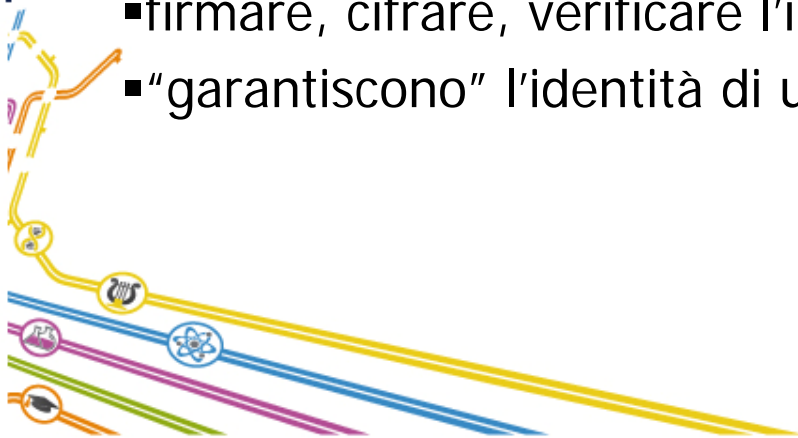 ▪firmare, cifrare, verificare l'i
▪“garantiscono” l'identità di u